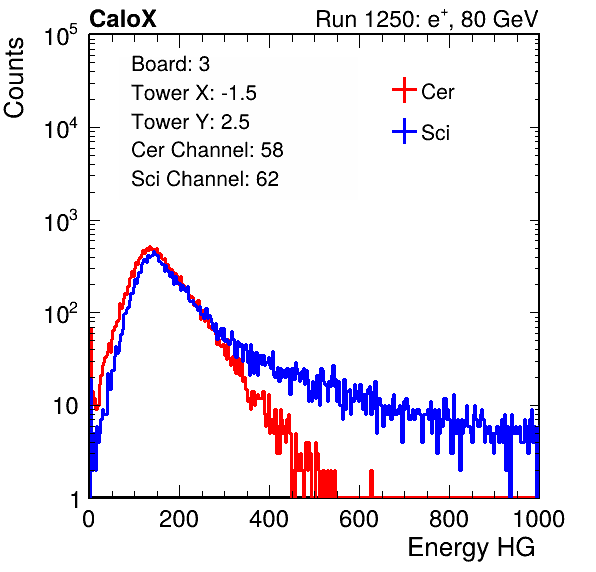 CaloX Run 1250: e⁺, 80 GeV
Counts
10⁵
10⁴
10³
10²
10
1
Board: 3
Tower X: -1.5
Tower Y: 2.5
Cer Channel: 58
Sci Channel: 62
Cer
Sci
0 200 400 600 800 1000
Energy HG